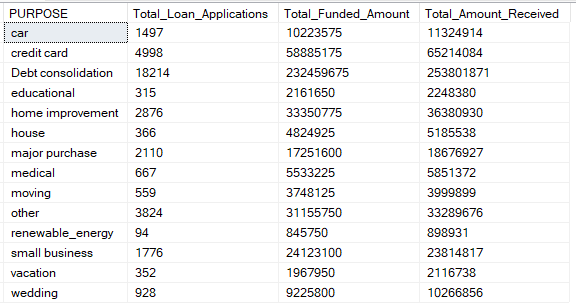 PURPOSE Total_Loan_Applications Total_Funded_Amount Total_Amount_Received
car 1497 10223575 11324914
credit card 4998 58885175 65214084
Debt consolidation 18214 232459675 253801871
educational 315 2161650 2248380
home improvement 2876 33350775 36380930
house 366 4824925 5185538
major purchase 2110 17251600 18676927
medical 667 5533225 5851372
moving 559 3748125 3999899
other 3824 31155750 33289676
renewable_energy 94 845750 898931
small business 1776 24123100 23814817
vacation 352 1967950 2116738
wedding 928 9225800 10266856